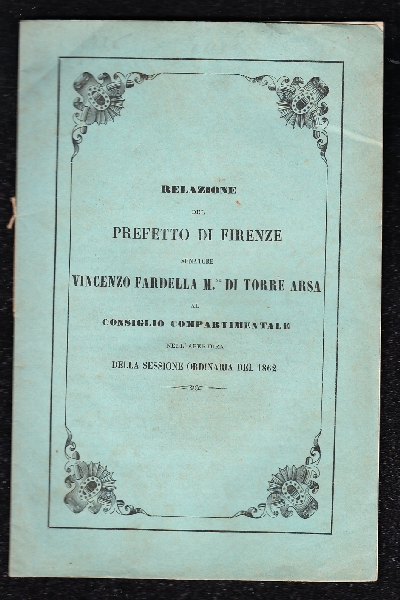 RELAZIONE
DEL
PREFETTO DI FIRENZE
SENATORE
VINCENZO FARDELLA M.se DI TORRE ARSA
AL
CONSIGLIO COMPARTIMENTALE
NELL'APERTURA
DELLA SESSIONE ORDINARIA DEL 1862